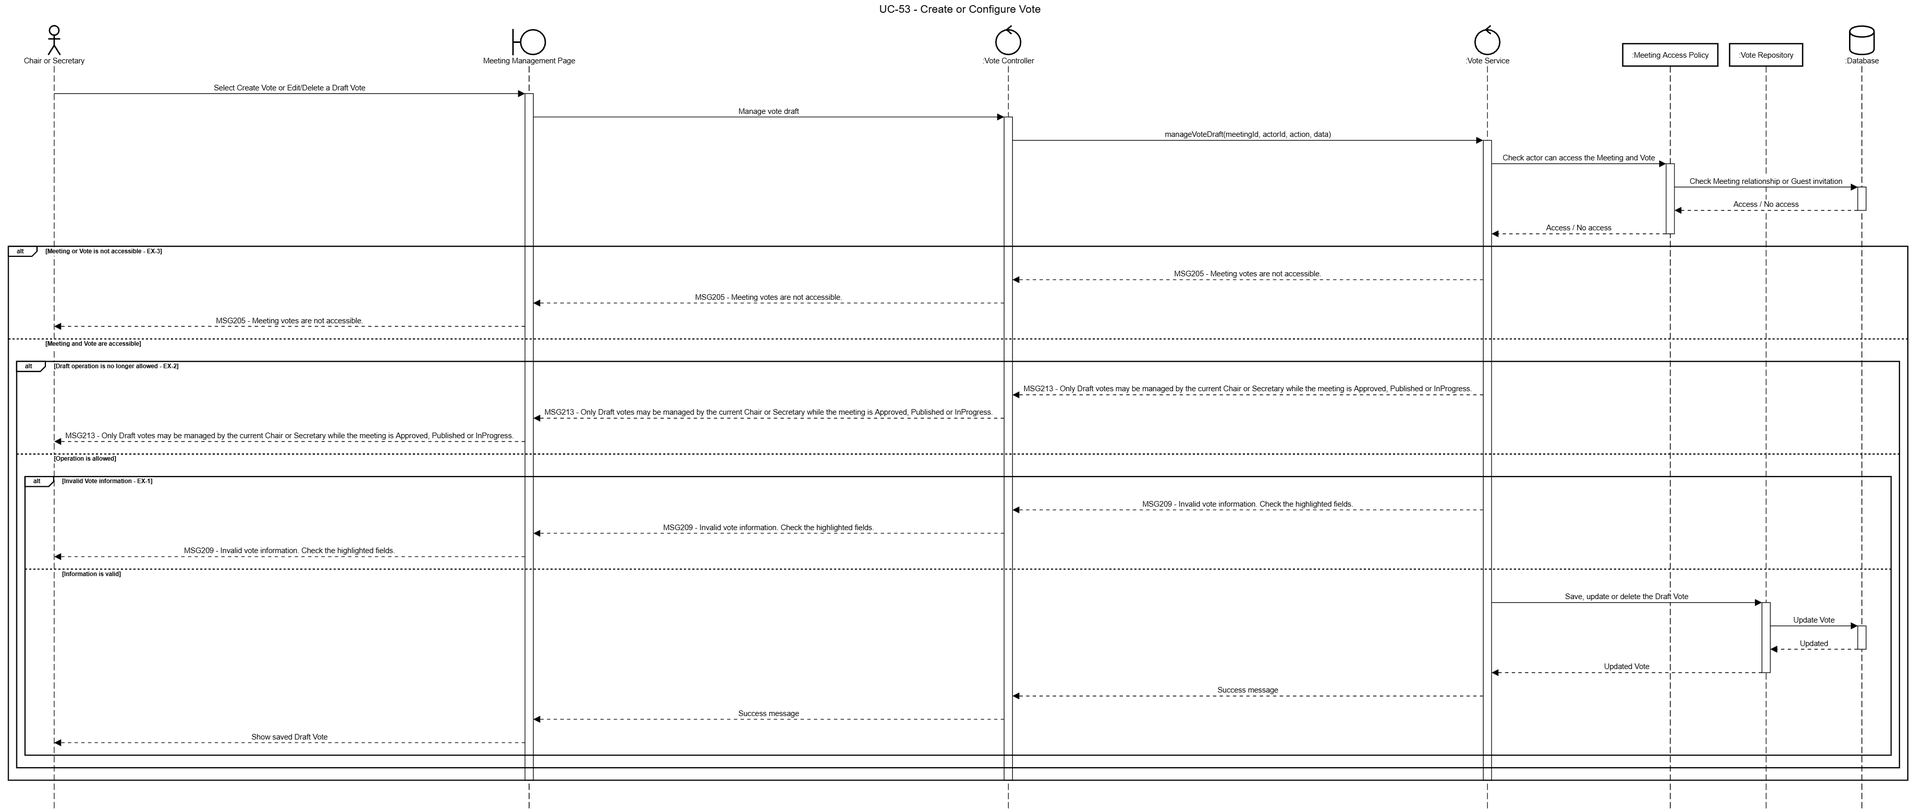 UC-53 - Create or Configure Vote
Chair or Secretary
Meeting Management Page
:Vote Controller
:Vote Service
:Meeting Access Policy
:Vote Repository
:Database
Select Create Vote or Edit/Delete a Draft Vote
Manage vote draft
manageVoteDraft(meetingId, actorId, action, data)
Check actor can access the Meeting and Vote
Check Meeting relationship or Guest invitation
Access / No access
Access / No access
alt [Meeting or Vote is not accessible - EX-3]
MSG205 - Meeting votes are not accessible.
MSG205 - Meeting votes are not accessible.
MSG205 - Meeting votes are not accessible.
[Meeting and Vote are accessible]
alt [Draft operation is no longer allowed - EX-2]
MSG213 - Only Draft votes may be managed by the current Chair or Secretary while the meeting is Approved, Published or InProgress.
MSG213 - Only Draft votes may be managed by the current Chair or Secretary while the meeting is Approved, Published or InProgress.
MSG213 - Only Draft votes may be managed by the current Chair or Secretary while the meeting is Approved, Published or InProgress.
[Operation is allowed]
alt [Invalid Vote information - EX-1]
MSG209 - Invalid vote information. Check the highlighted fields.
MSG209 - Invalid vote information. Check the highlighted fields.
MSG209 - Invalid vote information. Check the highlighted fields.
[Information is valid]
Save, update or delete the Draft Vote
Update Vote
Updated
Updated Vote
Success message
Success message
Show saved Draft Vote